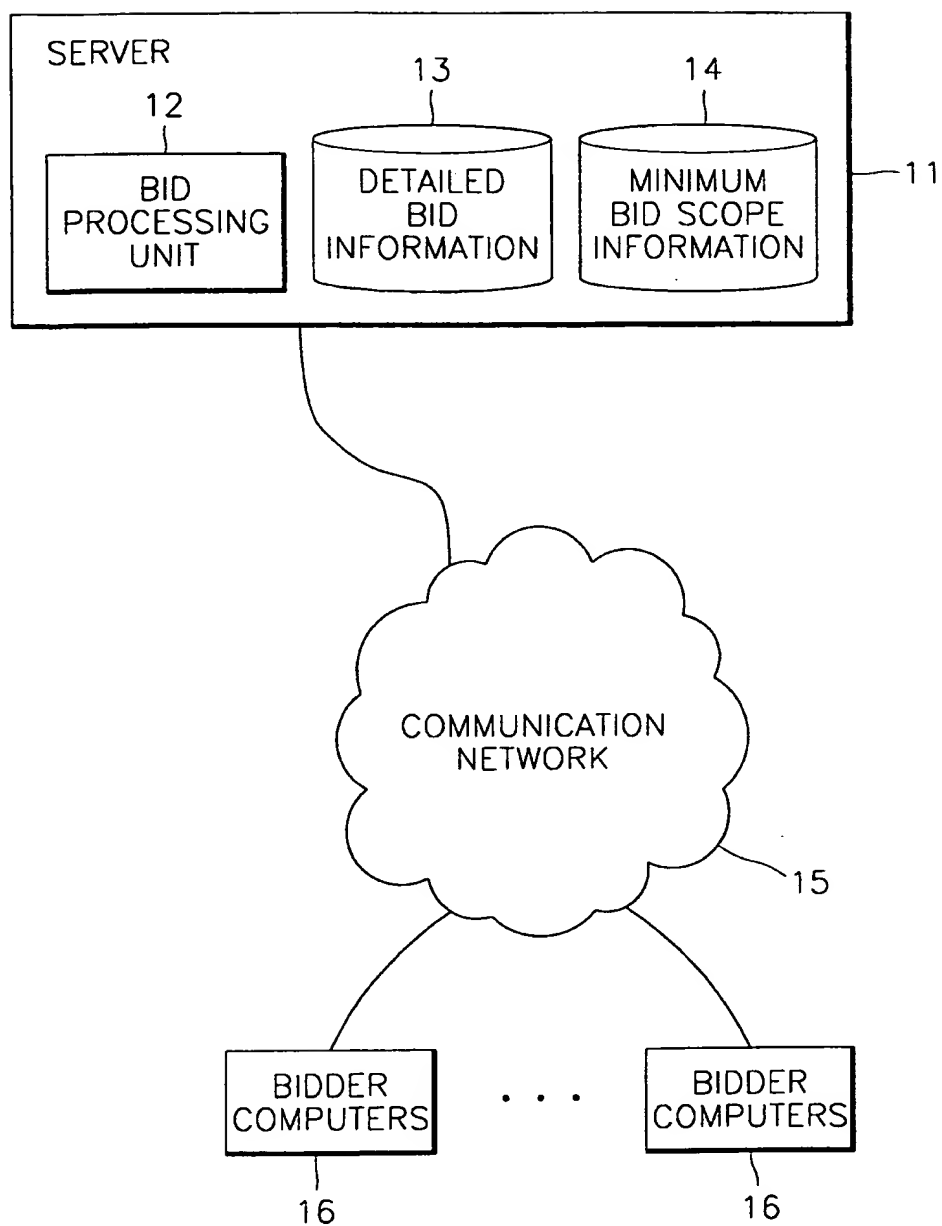 SERVER
12
13
14
BID
PROCESSING
UNIT
DETAILED
BID
INFORMATION
MINIMUM
BID SCOPE
INFORMATION
11
COMMUNICATION
NETWORK
15
BIDDER
COMPUTERS
. . .
BIDDER
COMPUTERS
16
16